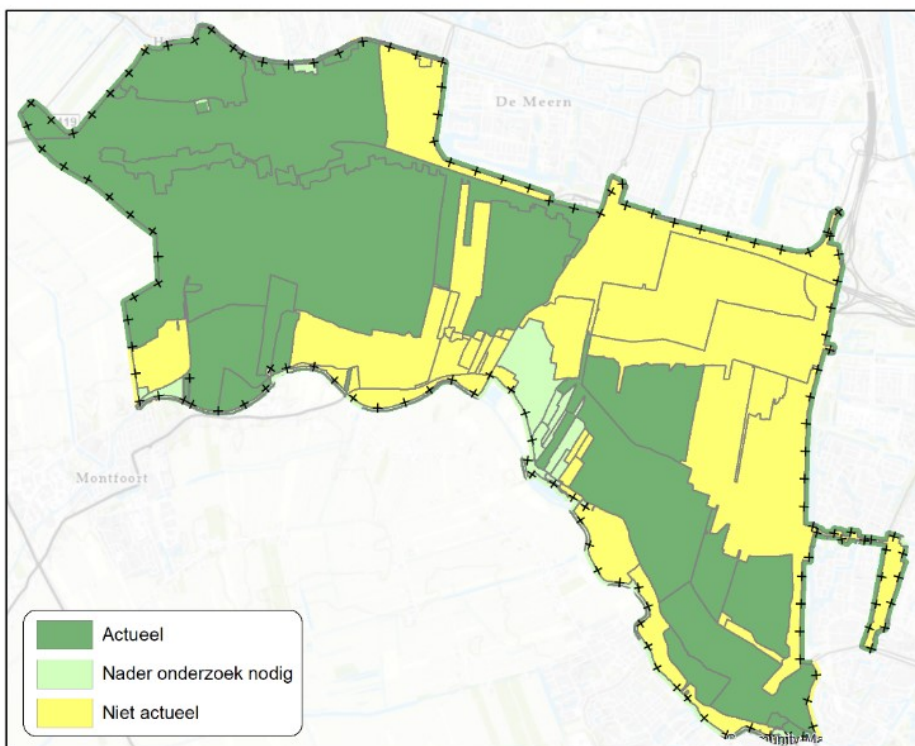 De Meern
Montfoort
Actueel
Nader onderzoek nodig
Niet actueel